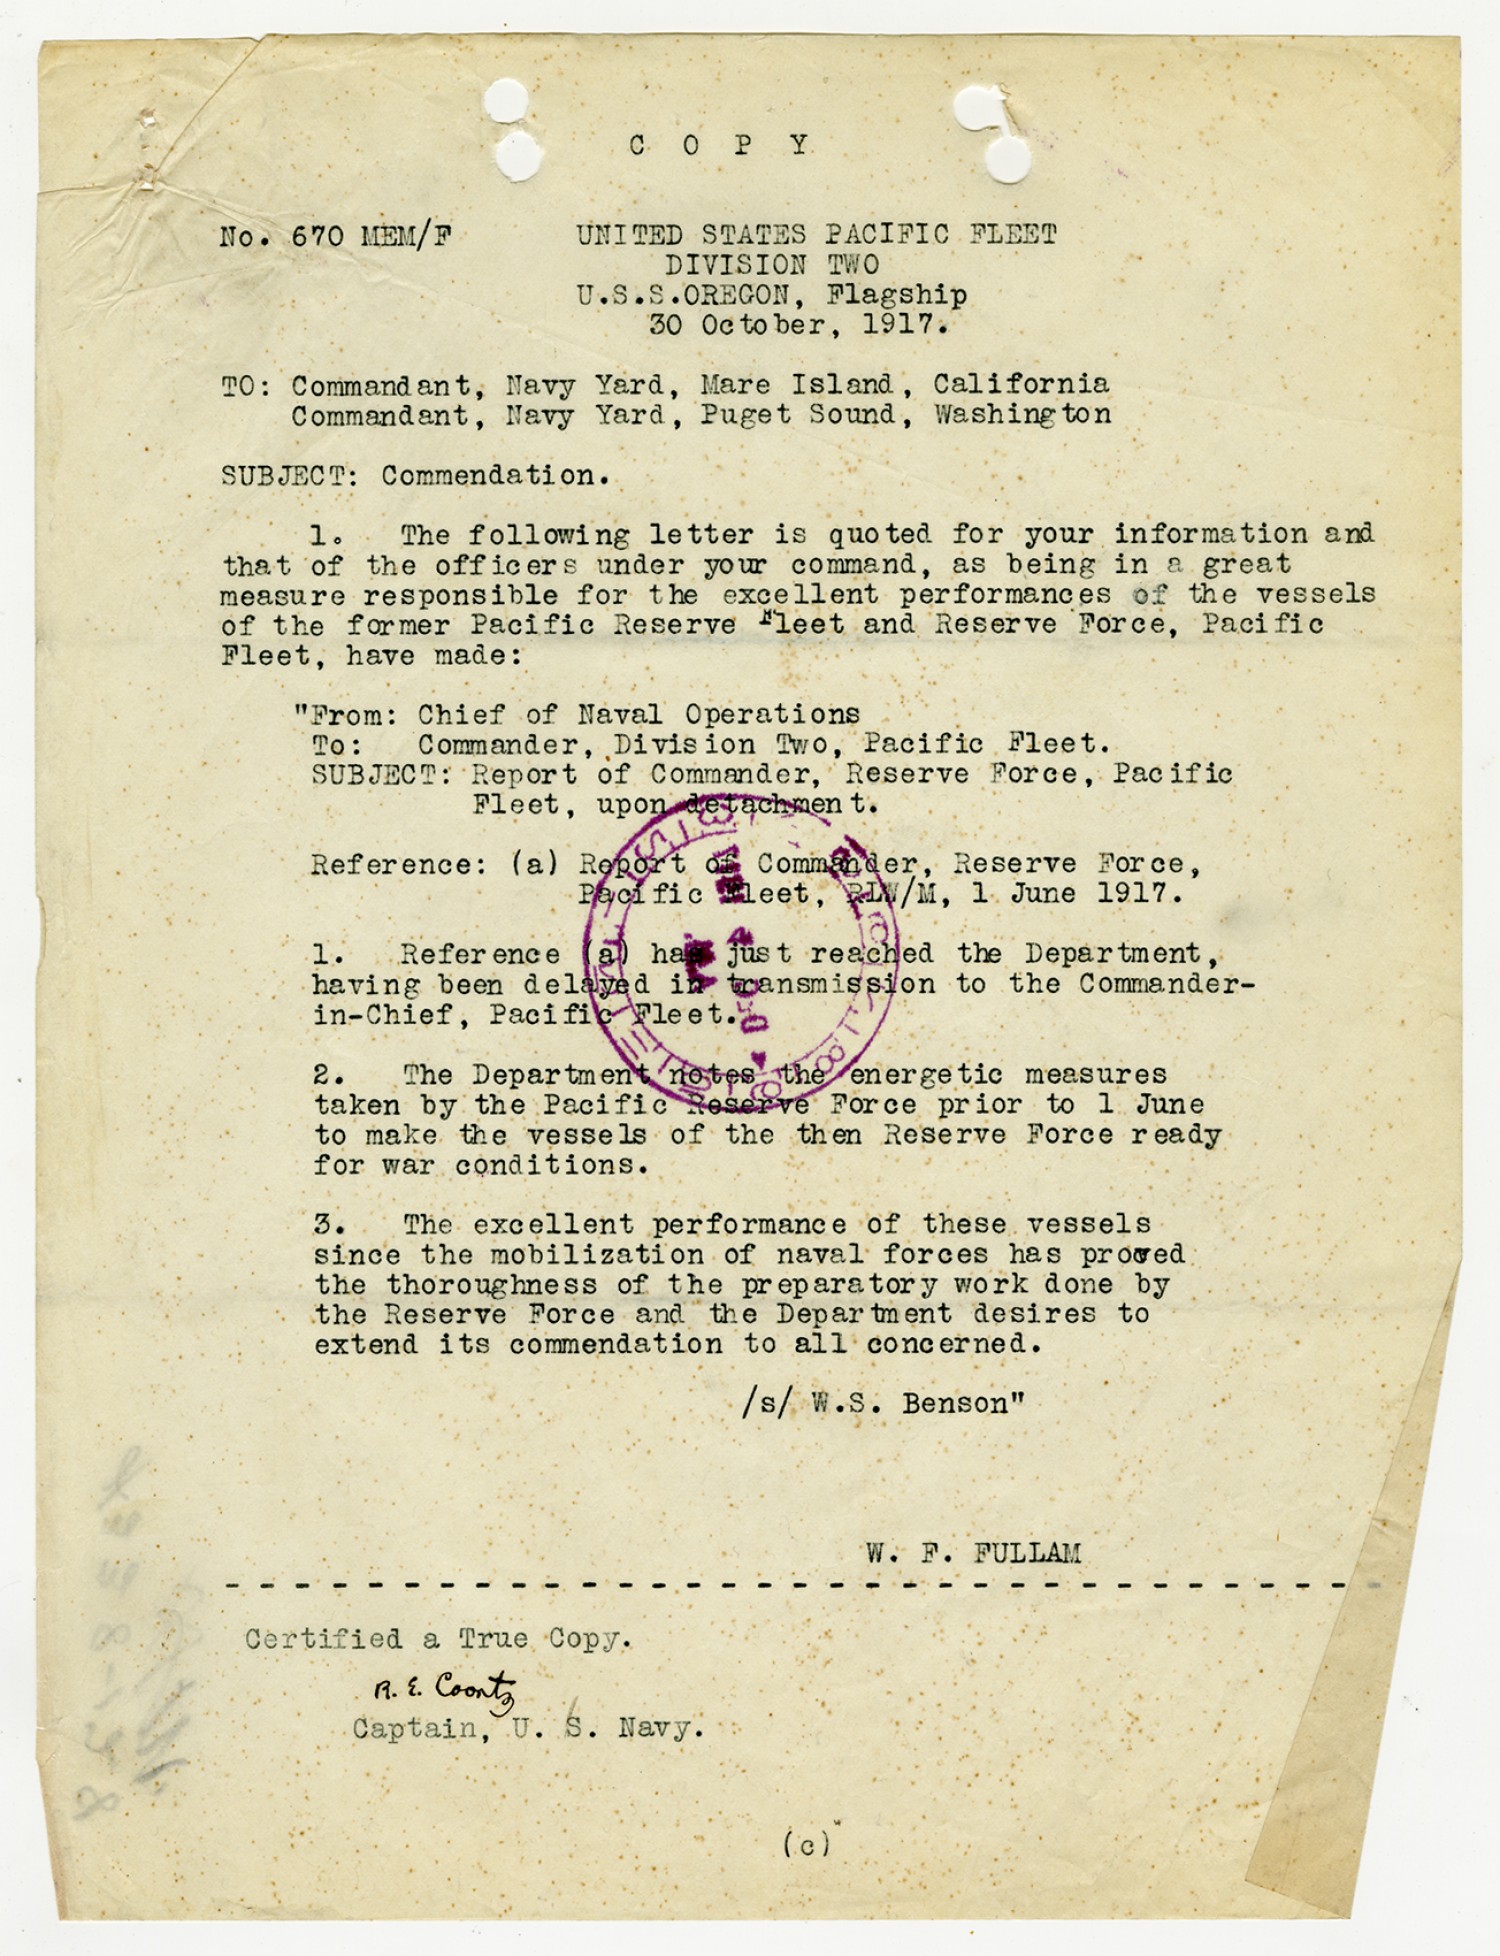 C O P Y
No. 670 MEM/F UNITED STATES PACIFIC FLEET
DIVISION TWO
U.S.S.OREGON, Flagship
30 October, 1917.
TO: Commandant, Navy Yard, Mare Island, California
Commandant, Navy Yard, Puget Sound, Washington
SUBJECT: Commendation.
1. The following letter is quoted for your information and
that of the officers under your command, as being in a great
measure responsible for the excellent performances of the vessels
of the former Pacific Reserve Fleet and Reserve Force, Pacific
Fleet, have made:
"From: Chief of Naval Operations
To: Commander, Division Two, Pacific Fleet.
SUBJECT: Report of Commander, Reserve Force, Pacific
Fleet, upon detachment.
Reference: (a) Report of Commander, Reserve Force,
Pacific Fleet, RLW/M, 1 June 1917.
1. Reference (a) has just reached the Department,
having been delayed in transmission to the Commander-
in-Chief, Pacific Fleet.
2. The Department notes the energetic measures
taken by the Pacific Reserve Force prior to 1 June
to make the vessels of the then Reserve Force ready
for war conditions.
3. The excellent performance of these vessels
since the mobilization of naval forces has proved
the thoroughness of the preparatory work done by
the Reserve Force and the Department desires to
extend its commendation to all concerned.
/s/ W.S. Benson"
W. F. FULLAM
Certified a True Copy.
R. E. Coontz
Captain, U. S. Navy.
(c)